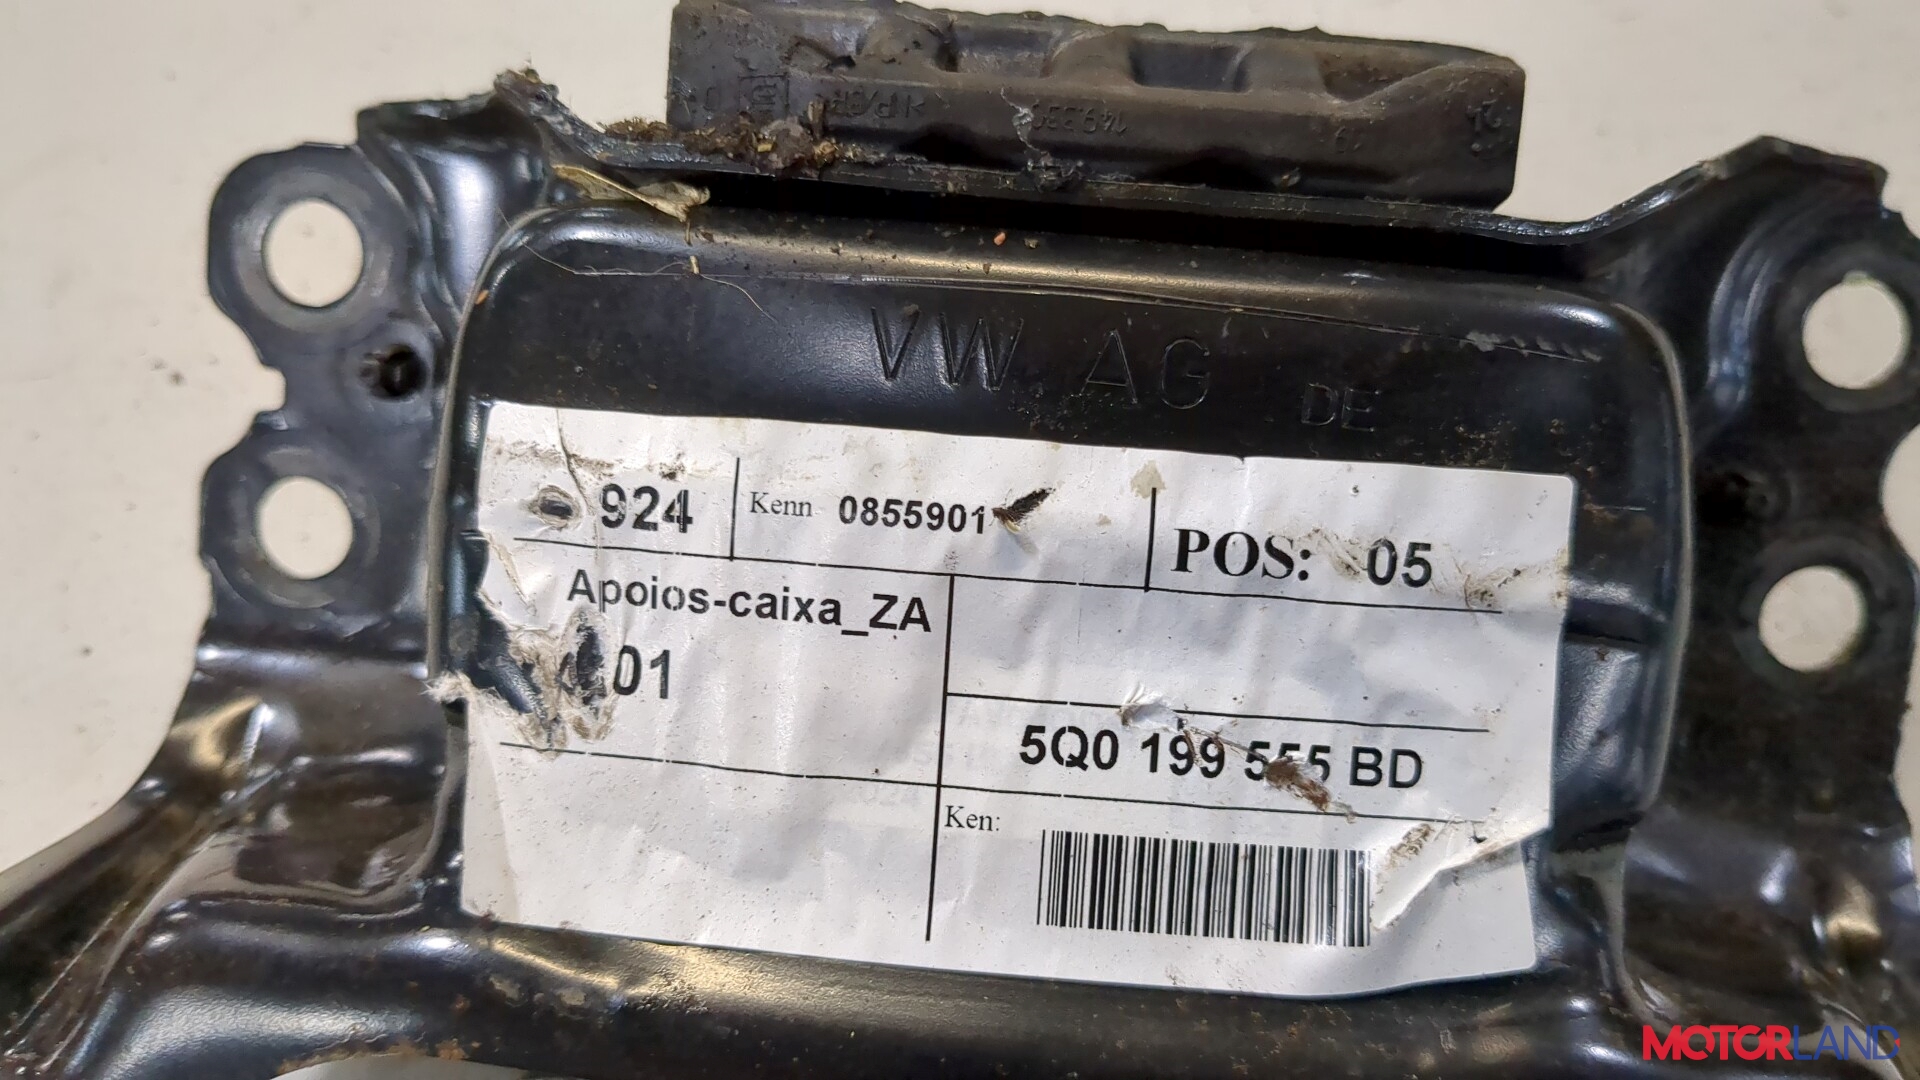 VW AG DE
924
Kenn 0855901
POS: 05
Apoios-caixa_ZA
01
5Q0 199 555 BD
Ken:
MOTORLAND